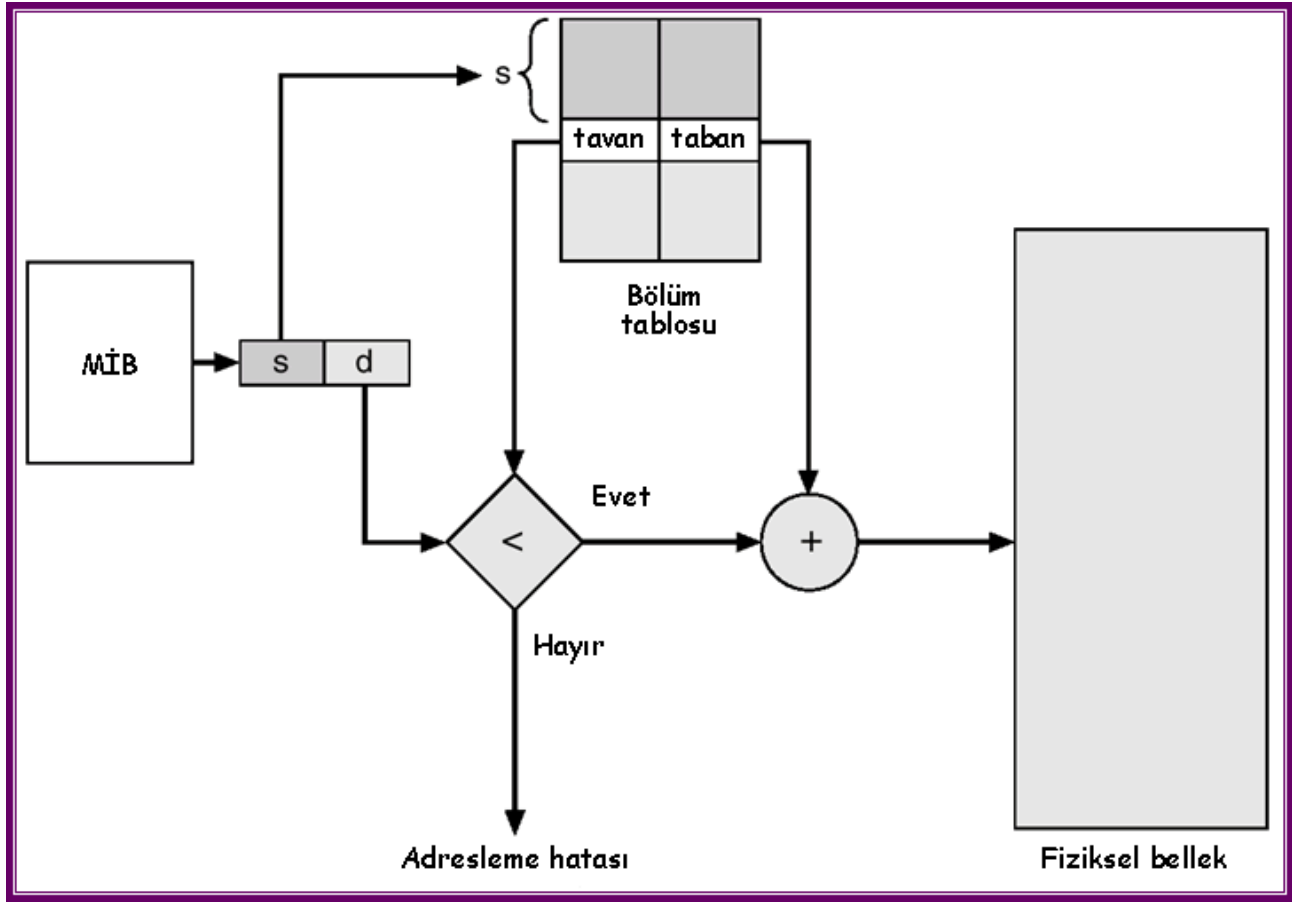 s
tavan taban
Bölüm
tablosu
MİB
s d
Evet
<
+
Hayır
Adresleme hatası
Fiziksel bellek